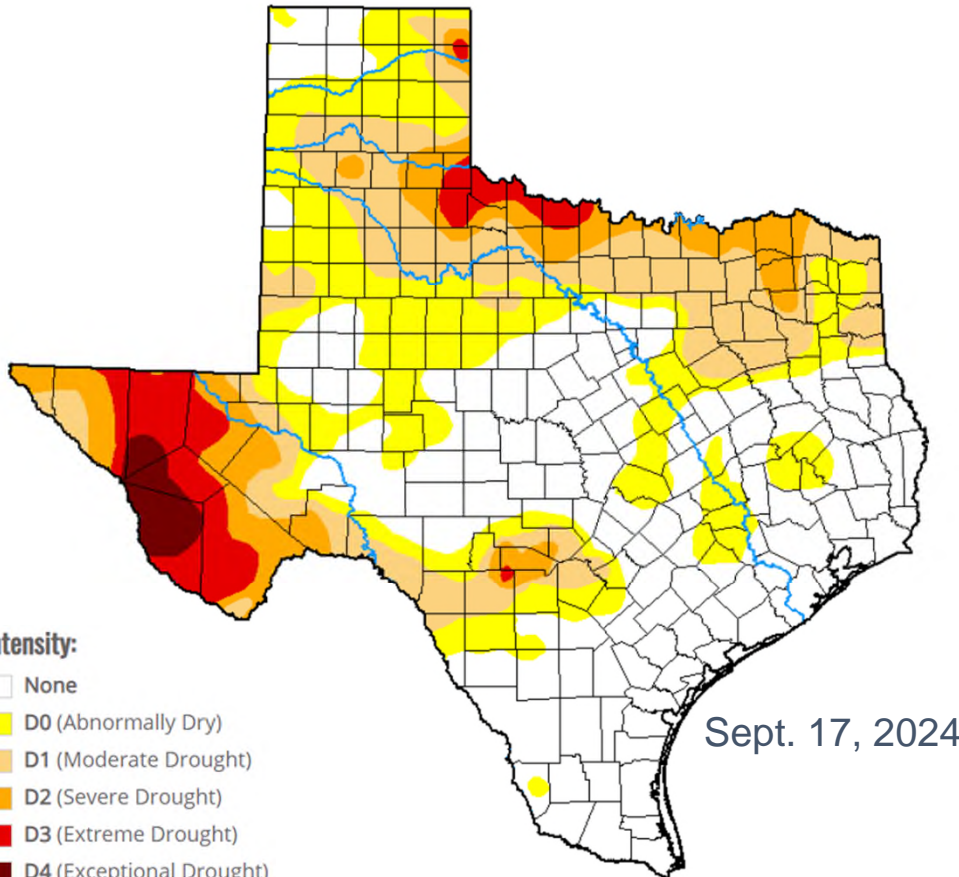 tensity:
None
D0 (Abnormally Dry)
D1 (Moderate Drought)
D2 (Severe Drought)
D3 (Extreme Drought)
D4 (Exceptional Drought)
Sept. 17, 2024